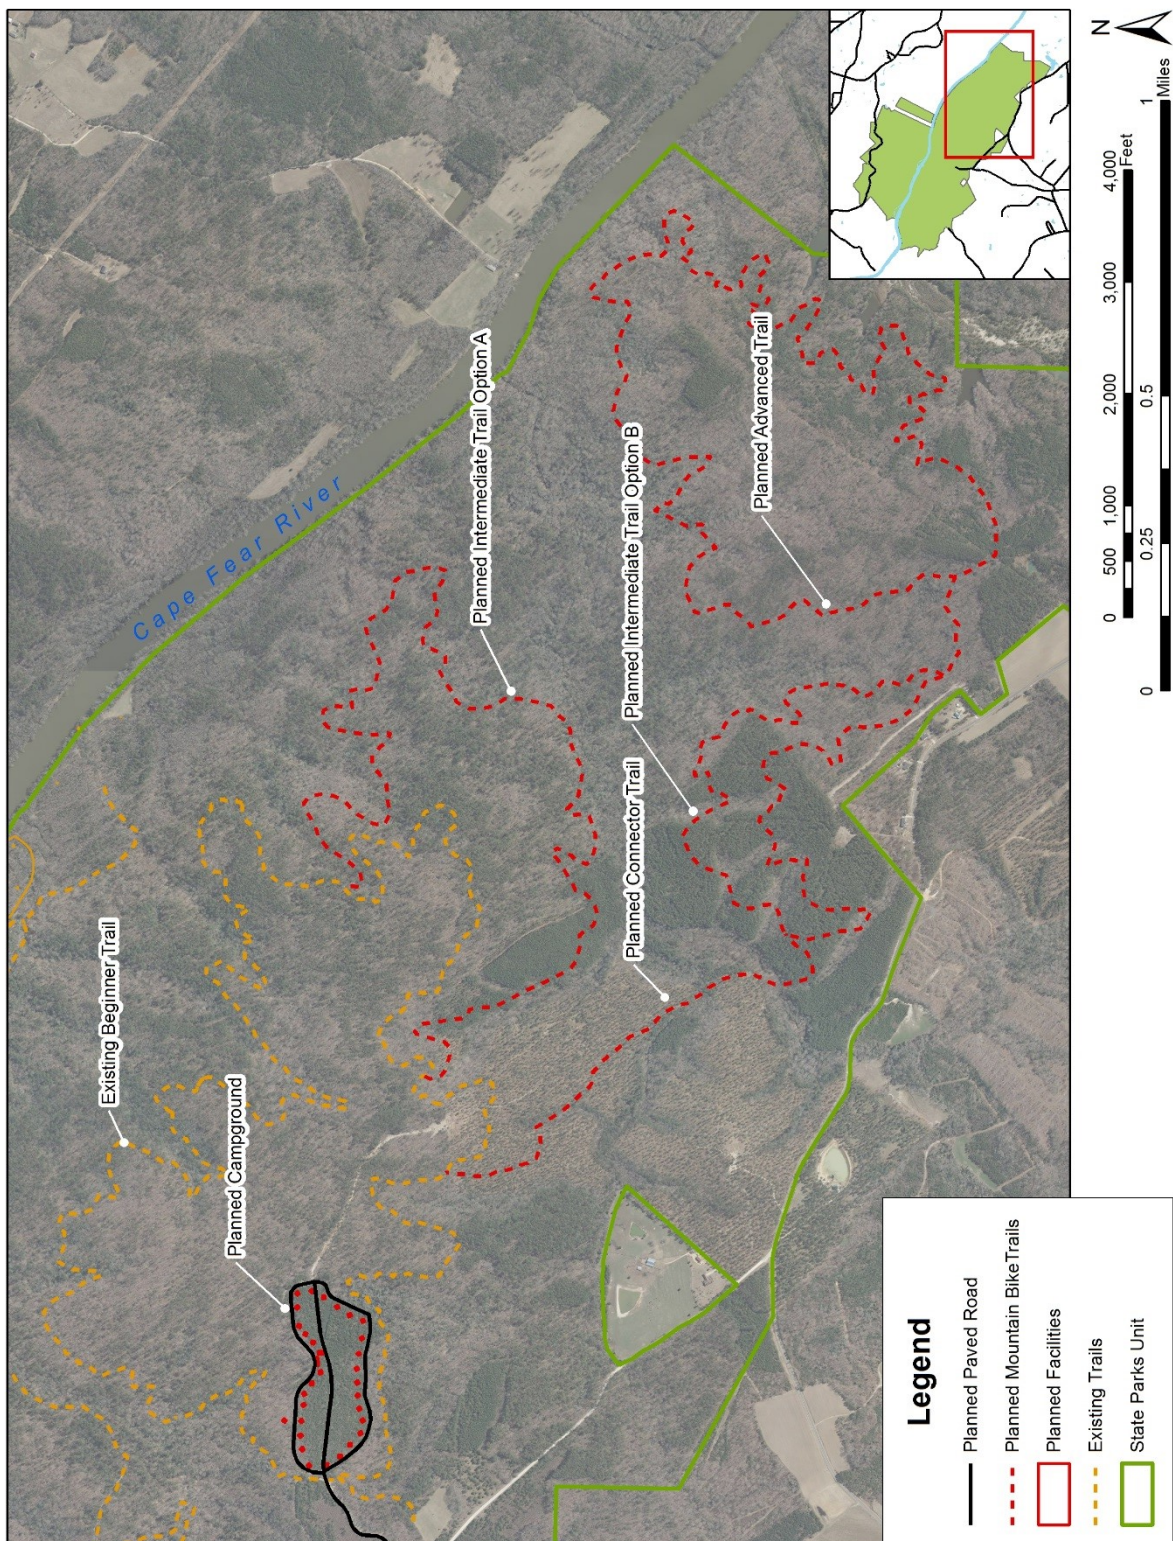 Cape Fear River
Existing Beginner Trail
Planned Campground
Planned Intermediate Trail Option A
Planned Intermediate Trail Option B
Planned Connector Trail
Planned Advanced Trail
Legend
Planned Paved Road
Planned Mountain Bike Trails
Planned Facilities
Existing Trails
State Parks Unit
N
0 500 1,000 2,000 3,000 4,000
Feet
0 0.25 0.5 1
Miles